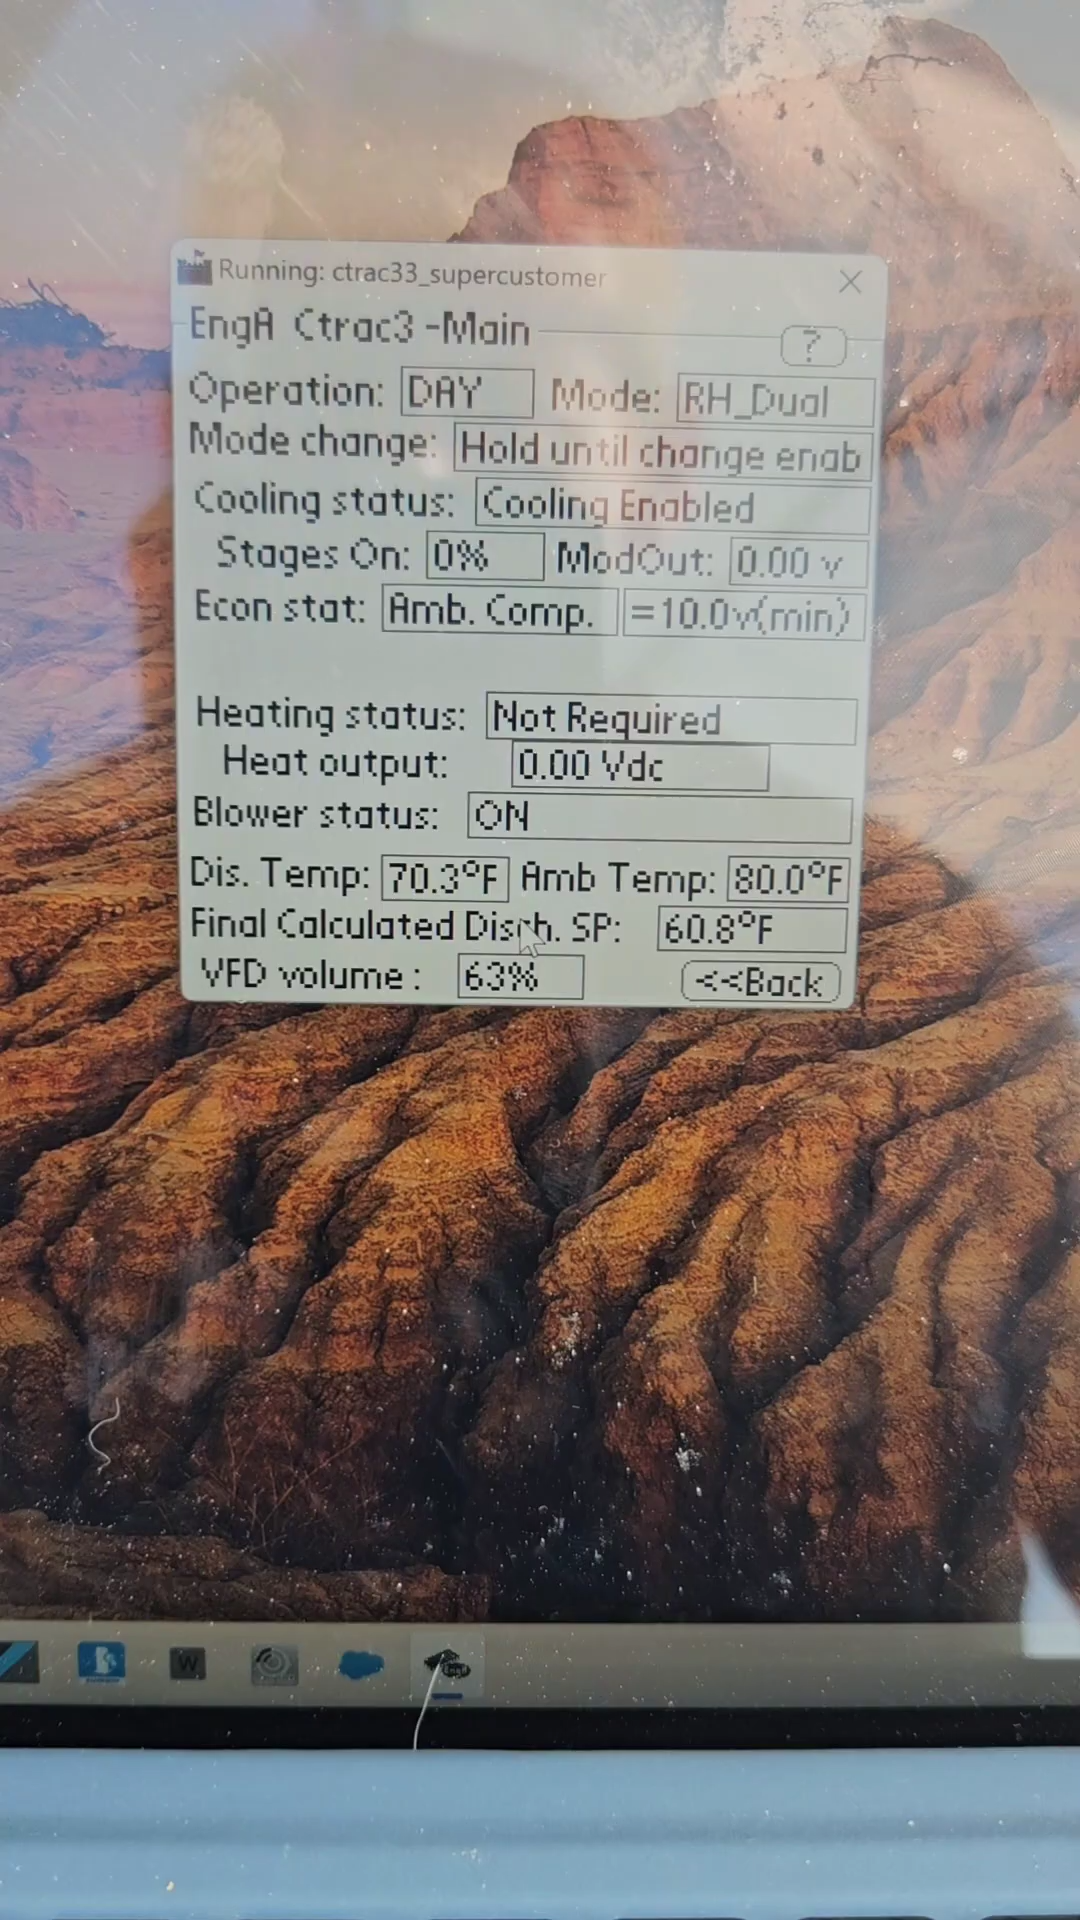 Running: ctrac33_supercustomer
EngA Ctrac3 -Main
?
Operation: DAY Mode: RH_Dual
Mode change: Hold until change enab
Cooling status: Cooling Enabled
Stages On: 0% ModOut: 0.00 v
Econ stat: Amb. Comp. =10.0v(min)
Heating status: Not Required
Heat output: 0.00 Vdc
Blower status: ON
Dis. Temp: 70.3ºF Amb Temp: 80.0ºF
Final Calculated Disch. SP: 60.8ºF
VFD volume : 63% <<Back
W